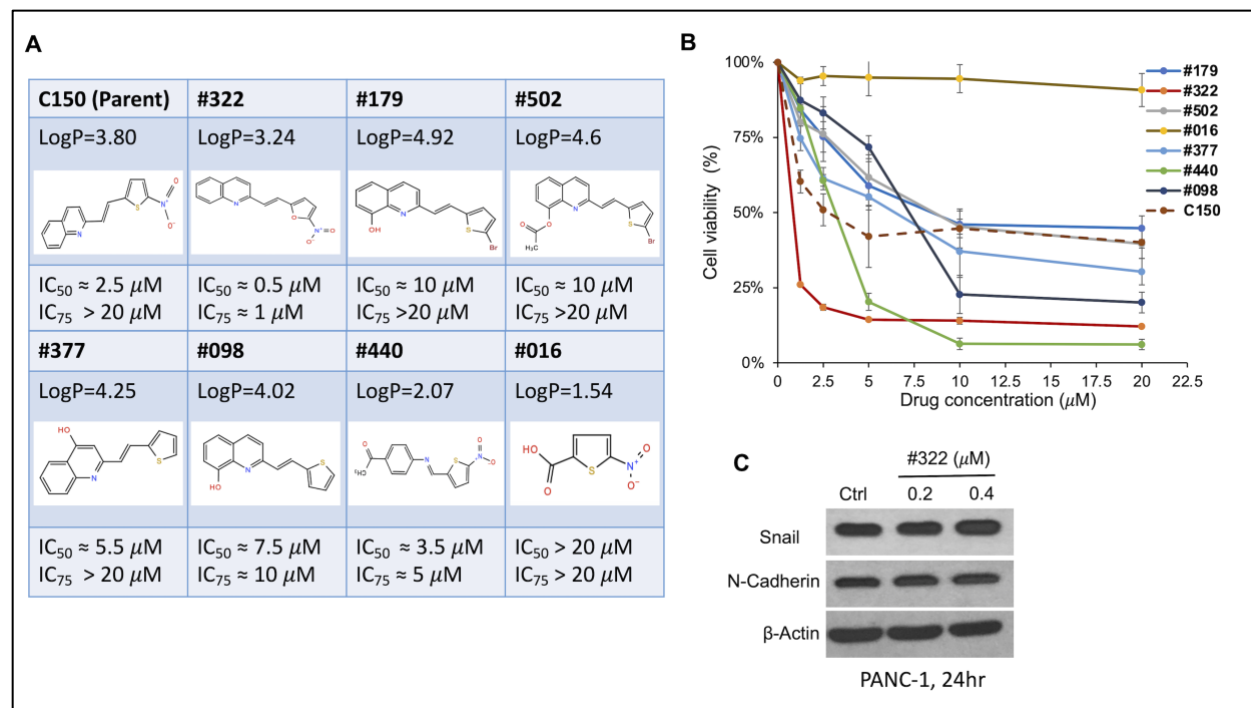 A
C150 (Parent) #322 #179 #502
LogP=3.80 LogP=3.24 LogP=4.92 LogP=4.6
S N O O⁻ N
N O N⁺ O O⁻
N OH S Br
N O O H₃C S Br
IC₅₀ ≈ 2.5 μM IC₅₀ ≈ 0.5 μM IC₅₀ ≈ 10 μM IC₅₀ ≈ 10 μM
IC₇₅ > 20 μM IC₇₅ ≈ 1 μM IC₇₅ >20 μM IC₇₅ >20 μM
#377 #098 #440 #016
LogP=4.25 LogP=4.02 LogP=2.07 LogP=1.54
HO N S
N HO S
O N S N O O
HO O S N⁺ O O⁻
IC₅₀ ≈ 5.5 μM IC₅₀ ≈ 7.5 μM IC₅₀ ≈ 3.5 μM IC₅₀ > 20 μM
IC₇₅ > 20 μM IC₇₅ ≈ 10 μM IC₇₅ ≈ 5 μM IC₇₅ > 20 μM
B
Cell viability (%)
100%
75%
50%
25%
0%
0 2.5 5 7.5 10 12.5 15 17.5 20 22.5
Drug concentration (μM)
#179
#322
#502
#016
#377
#440
#098
C150
C
#322 (μM)
Ctrl 0.2 0.4
Snail
N-Cadherin
β-Actin
PANC-1, 24hr